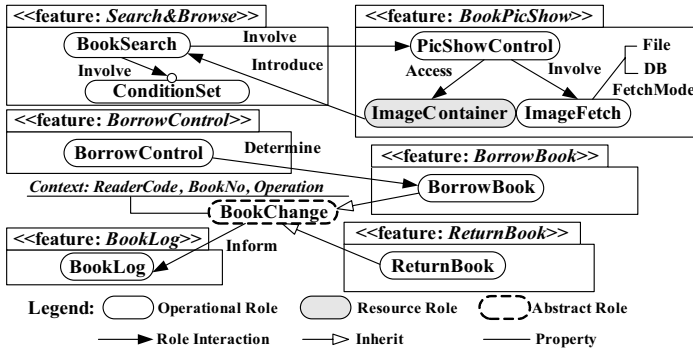 <<feature: Search&Browse>>
<<feature: BookPicShow>>
BookSearch
Involve
PicShowControl
File
Involve
Introduce
Access
Involve
DB
ConditionSet
FetchMode
ImageContainer
ImageFetch
<<feature: BorrowControl>>
BorrowControl
Determine
<<feature: BorrowBook>>
BorrowBook
Context: ReaderCode, BookNo, Operation
BookChange
<<feature: BookLog>>
Inform
<<feature: ReturnBook>>
BookLog
ReturnBook
Legend:
Operational Role
Resource Role
Abstract Role
Role Interaction
Inherit
Property